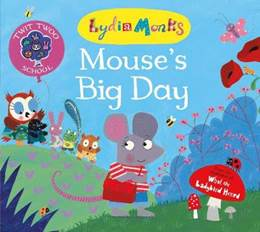 Lydia Monks
TWIT TWOO
SCHOOL
MOUSE'S
BIG DAY
What the
Ladybird Heard